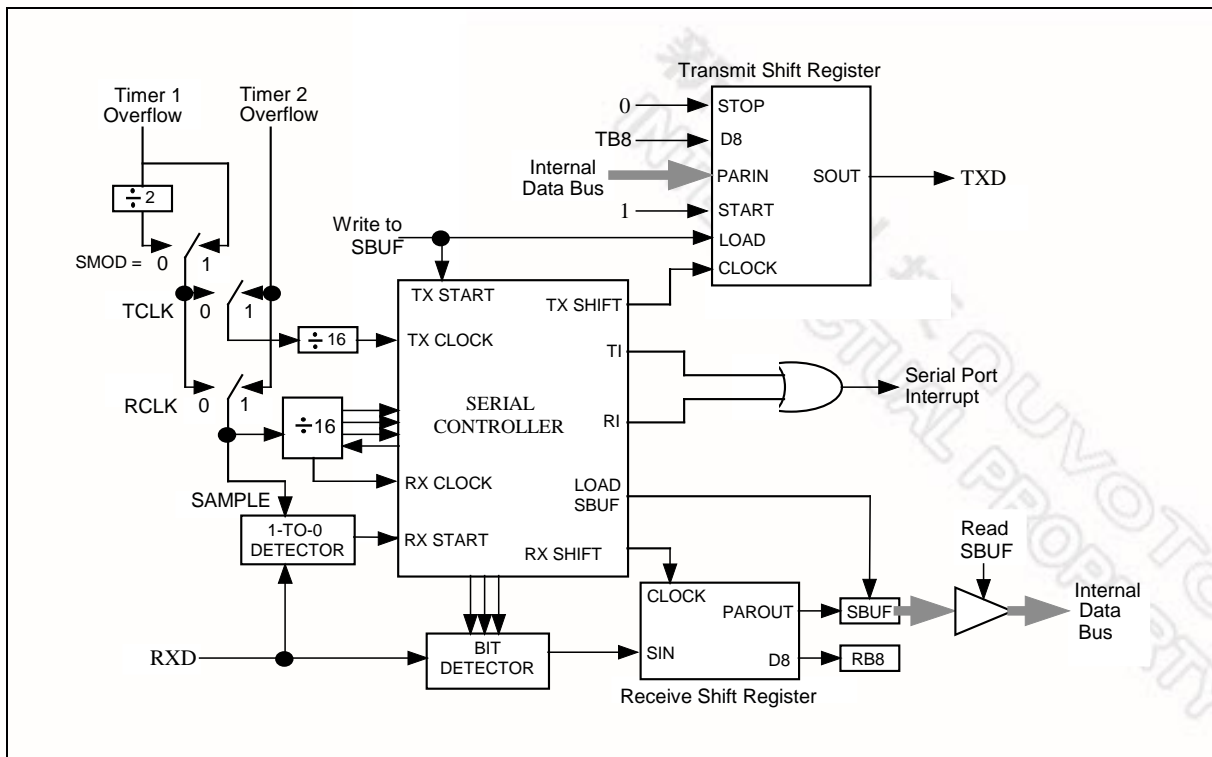 Transmit Shift Register
Timer 1
Overflow
Timer 2
Overflow
÷ 2
SMOD = 0 1
TCLK 0 1
RCLK 0 1
÷ 16
÷16
SAMPLE
1-TO-0
DETECTOR
RXD
Write to
SBUF
0
TB8
Internal
Data Bus
1
STOP
D8
PARIN
START
LOAD
CLOCK
SOUT
TXD
TX START
TX CLOCK
TX SHIFT
TI
RI
SERIAL
CONTROLLER
RX CLOCK
RX START
LOAD
SBUF
RX SHIFT
Serial Port
Interrupt
BIT
DETECTOR
CLOCK
PAROUT
SIN
D8
Receive Shift Register
SBUF
RB8
Read
SBUF
Internal
Data
Bus
NUVOTO
PROPERTY